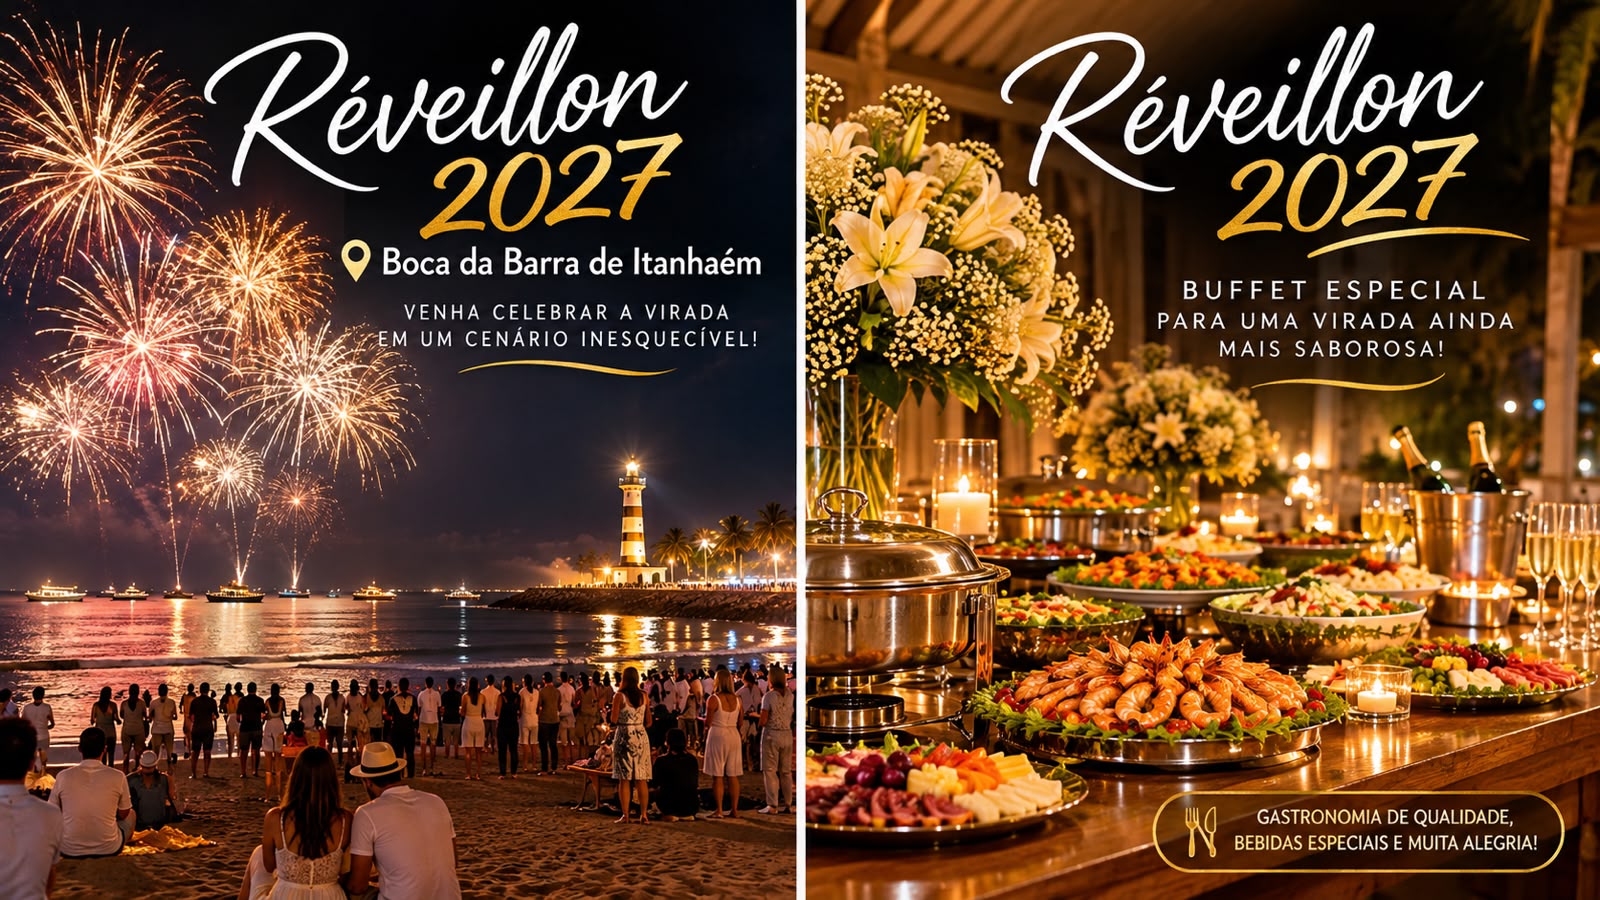 Réveillon
2027
Boca da Barra de Itanhaém
VENHA CELEBRAR A VIRADA
EM UM CENÁRIO INESQUECÍVEL!
Réveillon
2027
BUFFET ESPECIAL
PARA UMA VIRADA AINDA
MAIS SABOROSA!
GASTRONOMIA DE QUALIDADE,
BEBIDAS ESPECIAIS E MUITA ALEGRIA!